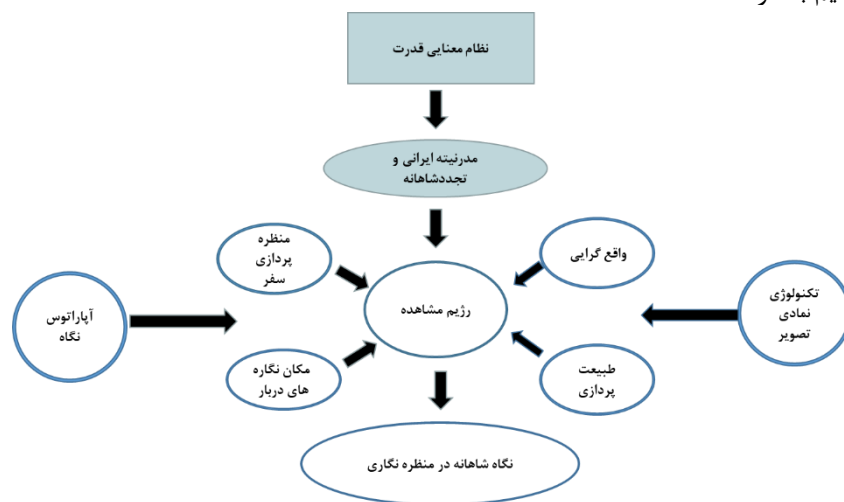 نظام معنایی قدرت
مدرنیته ایرانی و
تجددشاهانه
منظره
پردازی
سفر
واقع گرایی
آپاراتوس
نگاه
رژیم مشاهده
تکنولوژی
نمادی
تصویر
مکان نگاره
های دربار
طبیعت
پردازی
نگاه شاهانه در منظره نگاری